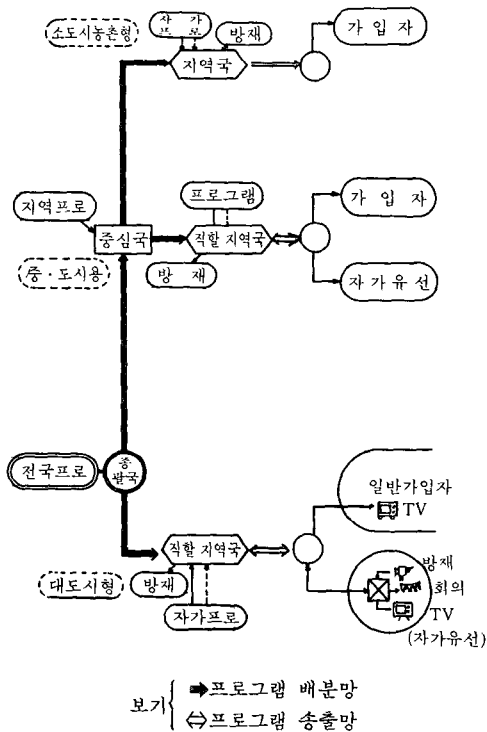 소도시농촌형
자 가
프 로
방재
지역국
가 입 자
지역프로
중심국
프로그램
직할 지역국
가 입 자
중·도시용
방 재
자가유선
전국프로
총
괄국
일반가입자
TV
직할 지역국
대도시형
방재
자가프로
방재
회의
TV
(자가유선)
보기
프로그램 배분망
프로그램 송출망